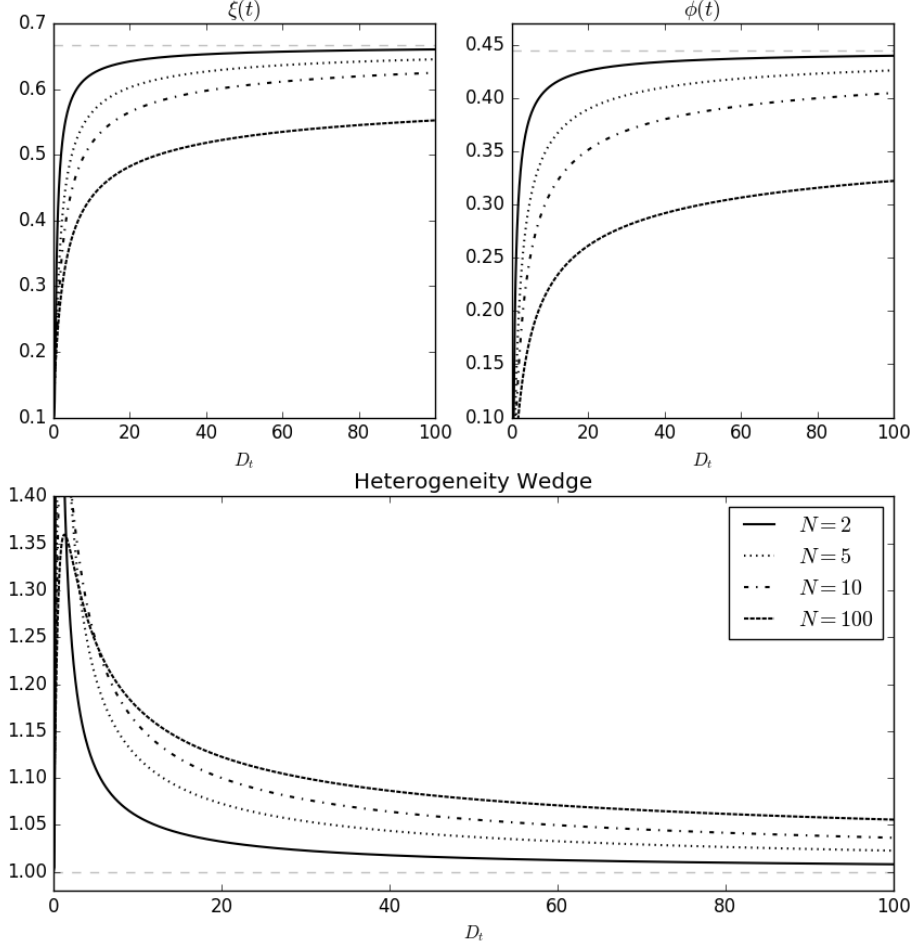 ξ(t)
0.7
0.6
0.5
0.4
0.3
0.2
0.1
0 20 40 60 80 100
D_t
ϕ(t)
0.45
0.40
0.35
0.30
0.25
0.20
0.15
0.10
0 20 40 60 80 100
D_t
Heterogeneity Wedge
1.40
1.35
1.30
1.25
1.20
1.15
1.10
1.05
1.00
N = 2
N = 5
N = 10
N = 100
0 20 40 60 80 100
D_t